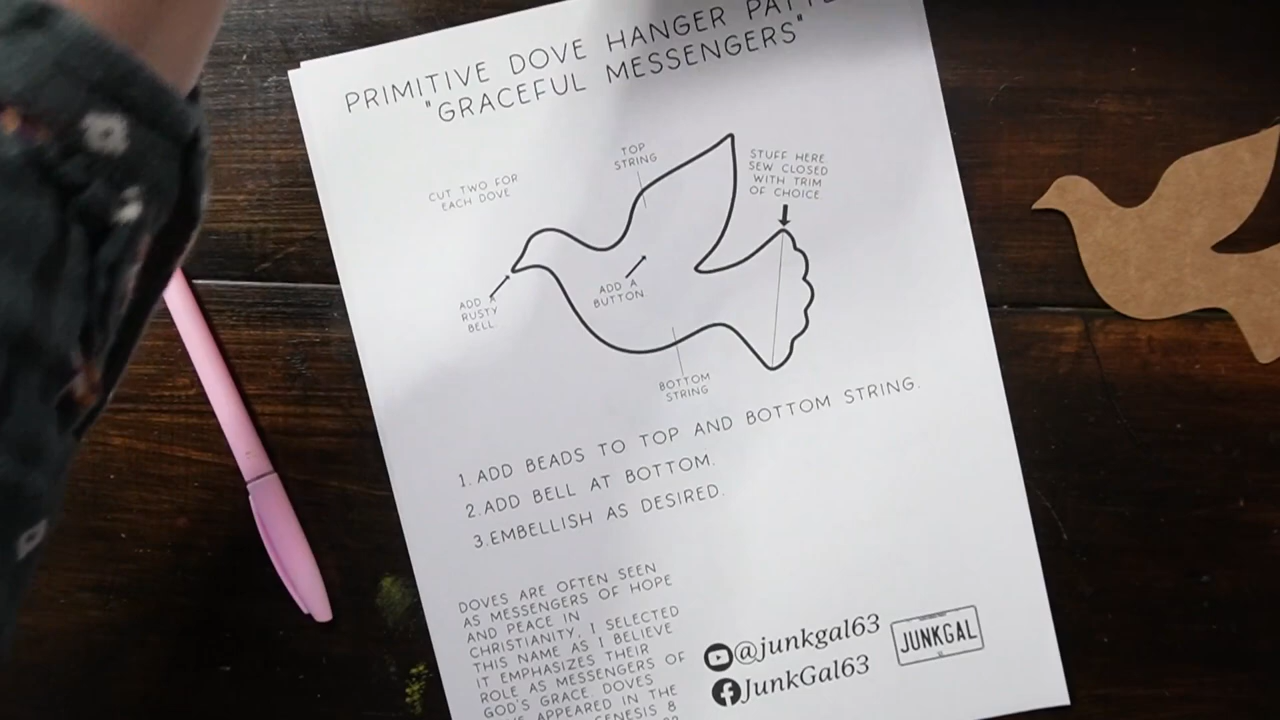 PRIMITIVE DOVE HANGER
"GRACEFUL MESSENGERS"
TOP
STRING
STUFF HERE.
SEW CLOSED
WITH TRIM
OF CHOICE.
CUT TWO FOR
EACH DOVE
ADD A
RUSTY
BELL.
ADD A
BUTTON.
BOTTOM
STRING
1. ADD BEADS TO TOP AND BOTTOM STRING.
2. ADD BELL AT BOTTOM.
3. EMBELLISH AS DESIRED.
DOVES ARE OFTEN SEEN
AS MESSENGERS OF HOPE
AND PEACE IN
CHRISTIANITY. I SELECTED
THIS NAME AS I BELIEVE
IT EMPHASIZES THEIR
ROLE AS MESSENGERS OF
GOD'S GRACE. DOVES
APPEARED IN THE
GENESIS 8
@junkgal63
JunkGal63
JUNKGAL